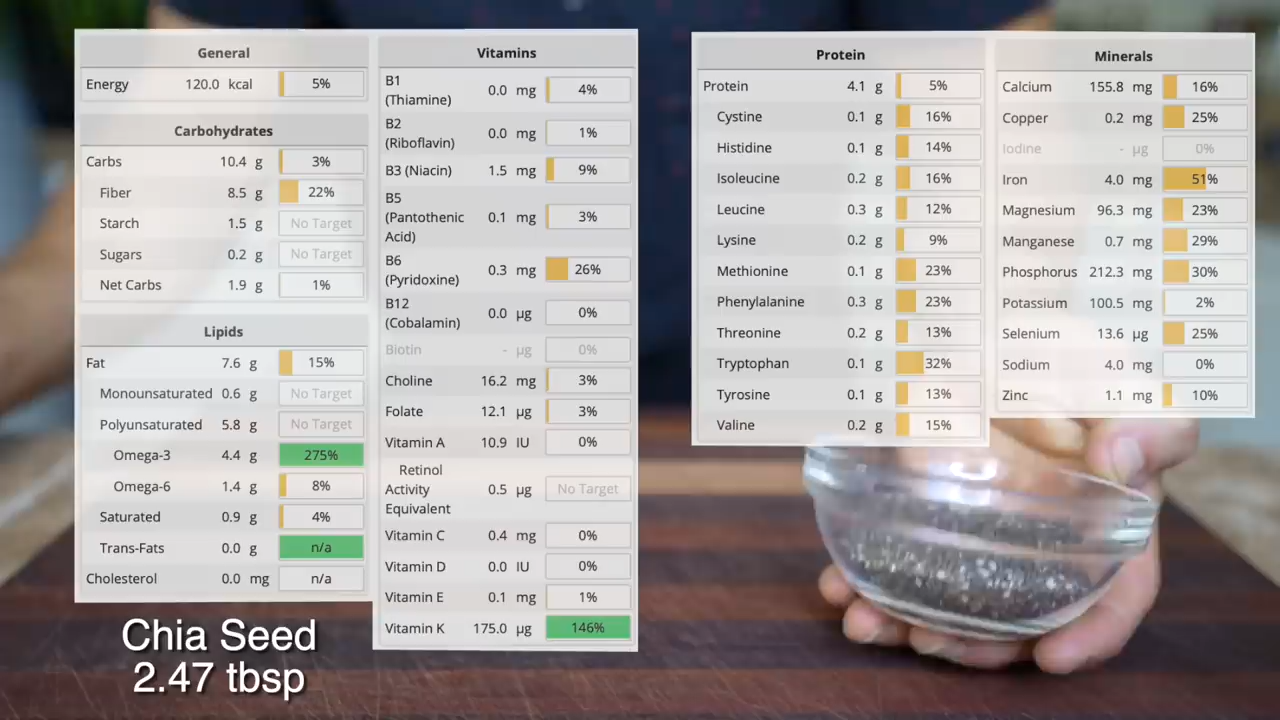 General
Energy 120.0 kcal 5%
Carbohydrates
Carbs 10.4 g 3%
Fiber 8.5 g 22%
Starch 1.5 g No Target
Sugars 0.2 g No Target
Net Carbs 1.9 g 1%
Lipids
Fat 7.6 g 15%
Monounsaturated 0.6 g No Target
Polyunsaturated 5.8 g No Target
Omega-3 4.4 g 275%
Omega-6 1.4 g 8%
Saturated 0.9 g 4%
Trans-Fats 0.0 g n/a
Cholesterol 0.0 mg n/a
Chia Seed
2.47 tbsp
Vitamins
B1
(Thiamine) 0.0 mg 4%
B2
(Riboflavin) 0.0 mg 1%
B3 (Niacin) 1.5 mg 9%
B5
(Pantothenic 0.1 mg 3%
Acid)
B6
(Pyridoxine) 0.3 mg 26%
B12
(Cobalamin) 0.0 µg 0%
Biotin - µg 0%
Choline 16.2 mg 3%
Folate 12.1 µg 3%
Vitamin A 10.9 IU 0%
Retinol
Activity 0.5 µg No Target
Equivalent
Vitamin C 0.4 mg 0%
Vitamin D 0.0 IU 0%
Vitamin E 0.1 mg 1%
Vitamin K 175.0 µg 146%
Protein
Protein 4.1 g 5%
Cystine 0.1 g 16%
Histidine 0.1 g 14%
Isoleucine 0.2 g 16%
Leucine 0.3 g 12%
Lysine 0.2 g 9%
Methionine 0.1 g 23%
Phenylalanine 0.3 g 23%
Threonine 0.2 g 13%
Tryptophan 0.1 g 32%
Tyrosine 0.1 g 13%
Valine 0.2 g 15%
Minerals
Calcium 155.8 mg 16%
Copper 0.2 mg 25%
Iodine - µg 0%
Iron 4.0 mg 51%
Magnesium 96.3 mg 23%
Manganese 0.7 mg 29%
Phosphorus 212.3 mg 30%
Potassium 100.5 mg 2%
Selenium 13.6 µg 25%
Sodium 4.0 mg 0%
Zinc 1.1 mg 10%